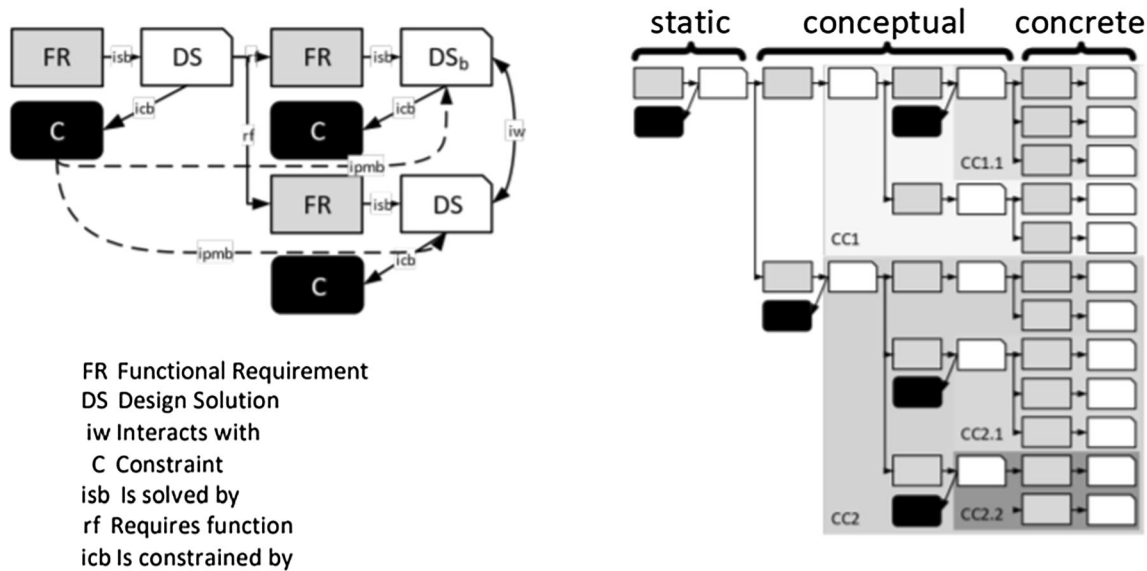 static conceptual concrete
FR isb DS rf FR isb DSb
icb icb
C C iw
rf
ipmb
FR isb DS
ipmb icb
C
CC1.1
CC1
CC2.1
CC2 CC2.2
FR Functional Requirement
DS Design Solution
iw Interacts with
C Constraint
isb Is solved by
rf Requires function
icb Is constrained by